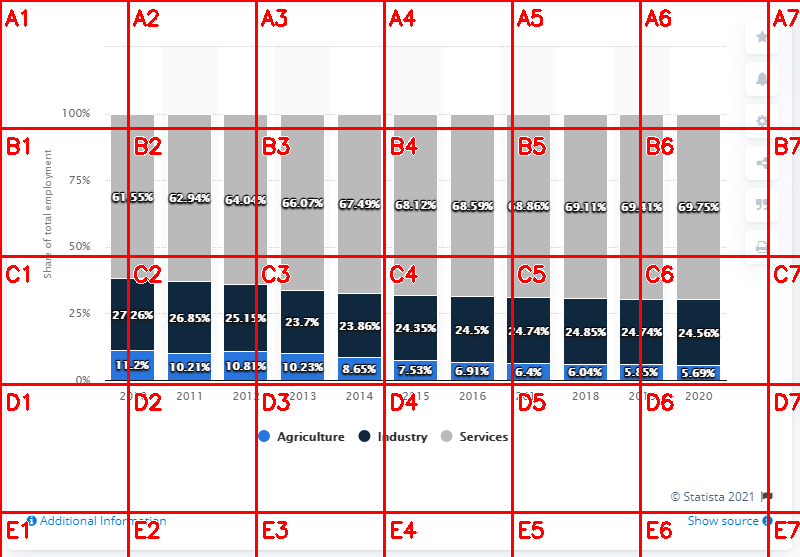 A1 A2 A3 A4 A5 A6 A7
100%
B1 B2 B3 B4 B5 B6 B7
Share of total employment
75%
61.55% 62.94% 64.04% 66.07% 67.49% 68.12% 68.59% 68.86% 69.11% 69.41% 69.75%
50%
C1 C2 C3 C4 C5 C6 C7
25%
27.26% 26.85% 25.15% 23.7% 23.86% 24.35% 24.5% 24.74% 24.85% 24.74% 24.56%
11.2% 10.21% 10.81% 10.23% 8.65% 7.53% 6.91% 6.4% 6.04% 5.85% 5.69%
0%
2010 2011 2012 2013 2014 2015 2016 2017 2018 2019 2020
D1 D2 D3 D4 D5 D6 D7
Agriculture Industry Services
© Statista 2021
Additional Information Show source
E1 E2 E3 E4 E5 E6 E7